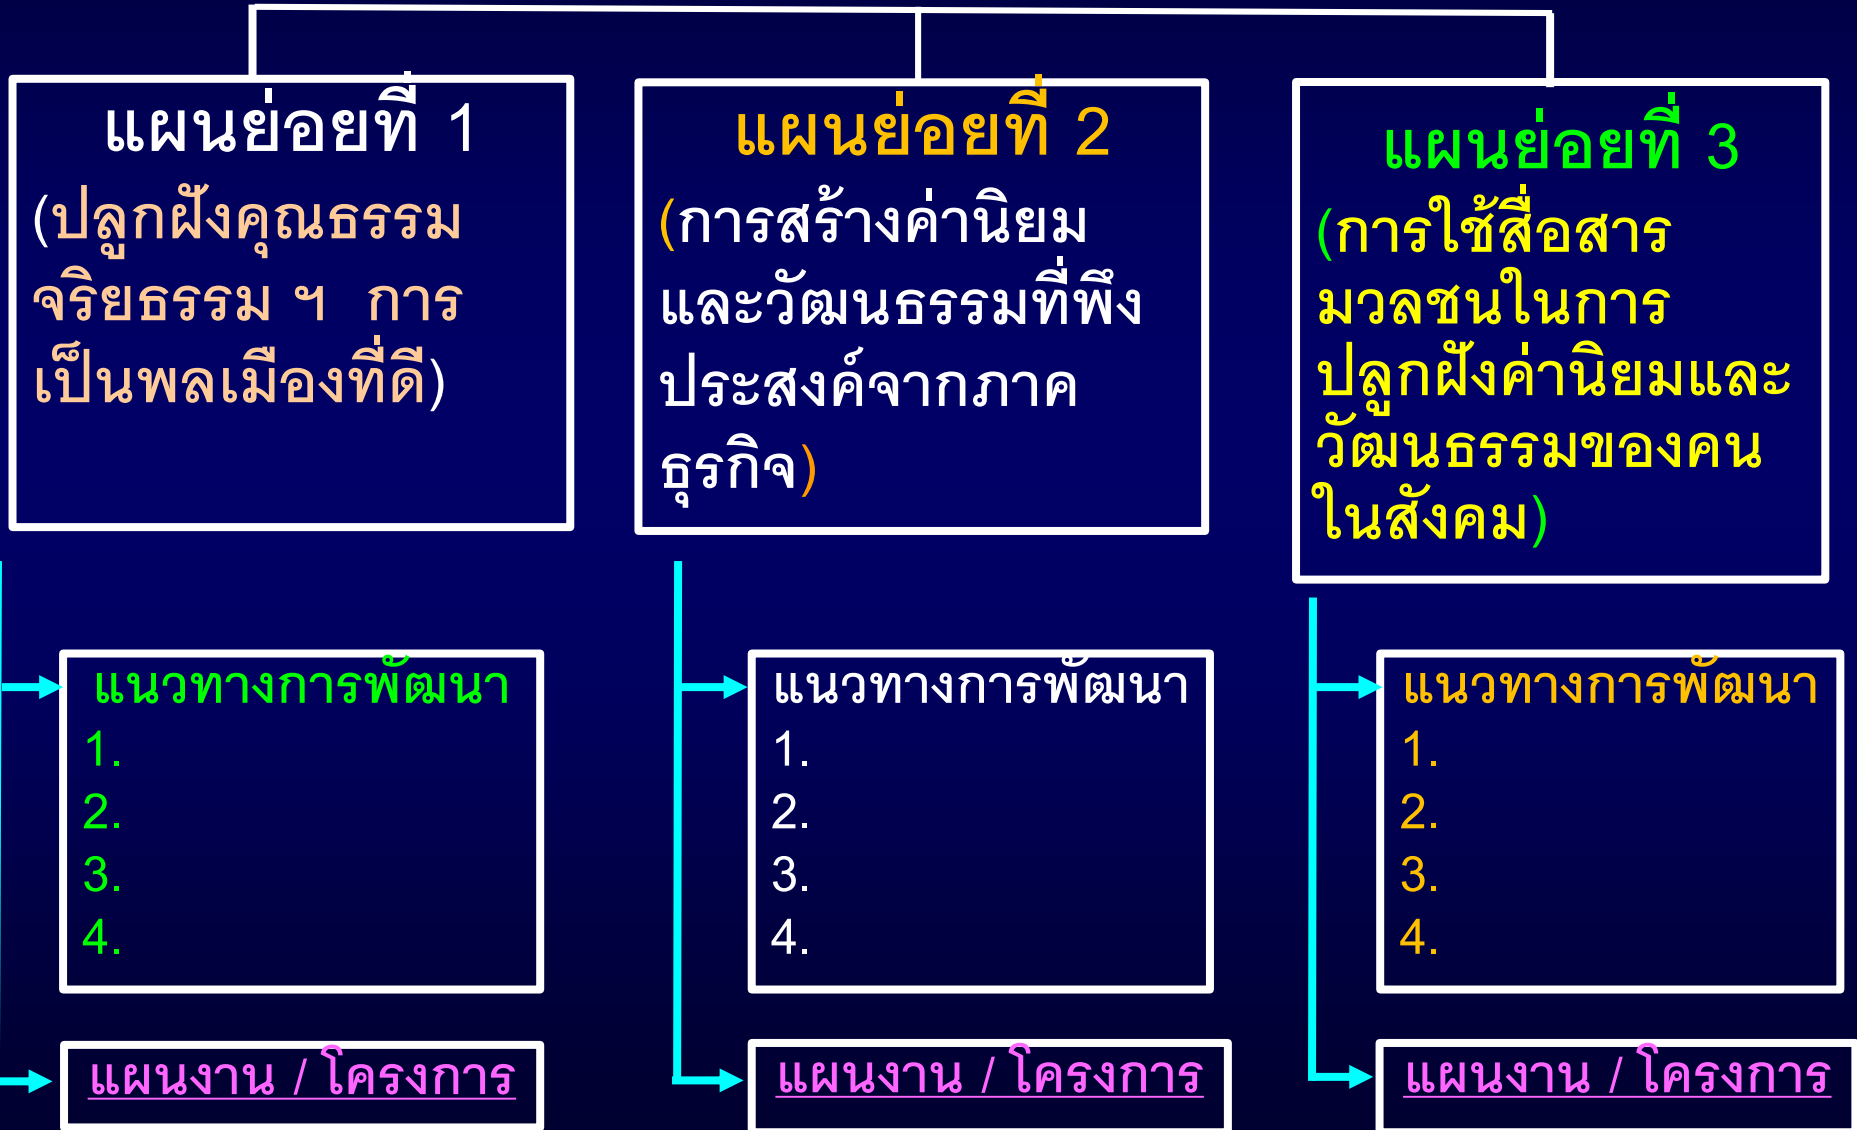 แผนย่อยที่ 1
(ปลูกฝังคุณธรรม
จริยธรรม ฯ การ
เป็นพลเมืองที่ดี)
แผนย่อยที่ 2
(การสร้างค่านิยม
และวัฒนธรรมที่พึง
ประสงค์จากภาค
ธุรกิจ)
แผนย่อยที่ 3
(การใช้สื่อสาร
มวลชนในการ
ปลูกฝังค่านิยมและ
วัฒนธรรมของคน
ในสังคม)
แนวทางการพัฒนา
1.
2.
3.
4.
แนวทางการพัฒนา
1.
2.
3.
4.
แนวทางการพัฒนา
1.
2.
3.
4.
แผนงาน / โครงการ
แผนงาน / โครงการ
แผนงาน / โครงการ